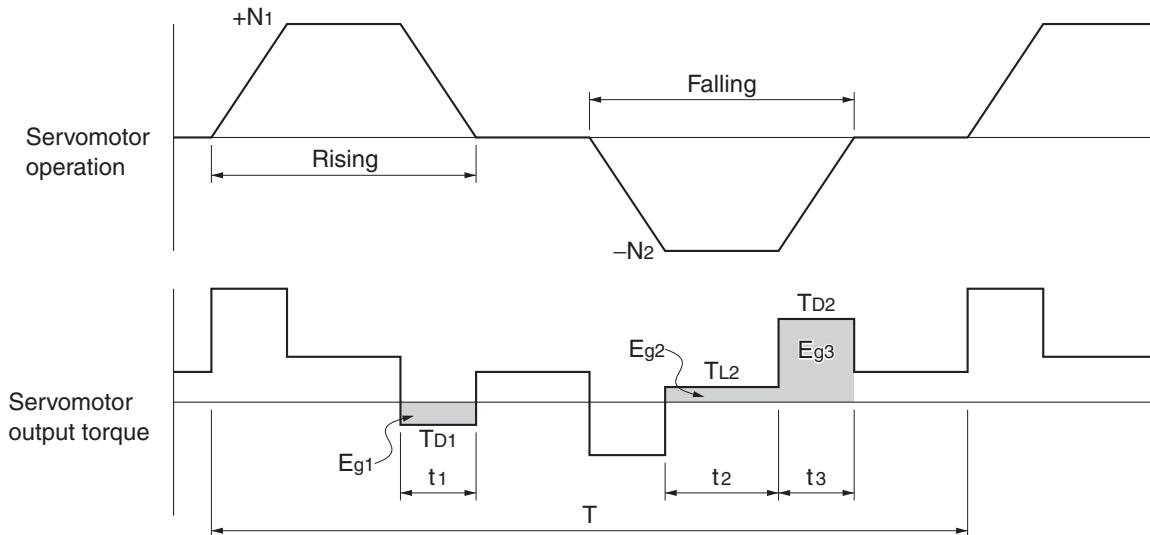 +N1
Falling
Servomotor
operation
Rising
–N2
TD2
Eg2
TL2
Eg3
Servomotor
output torque
TD1
Eg1
t1
t2
t3
T